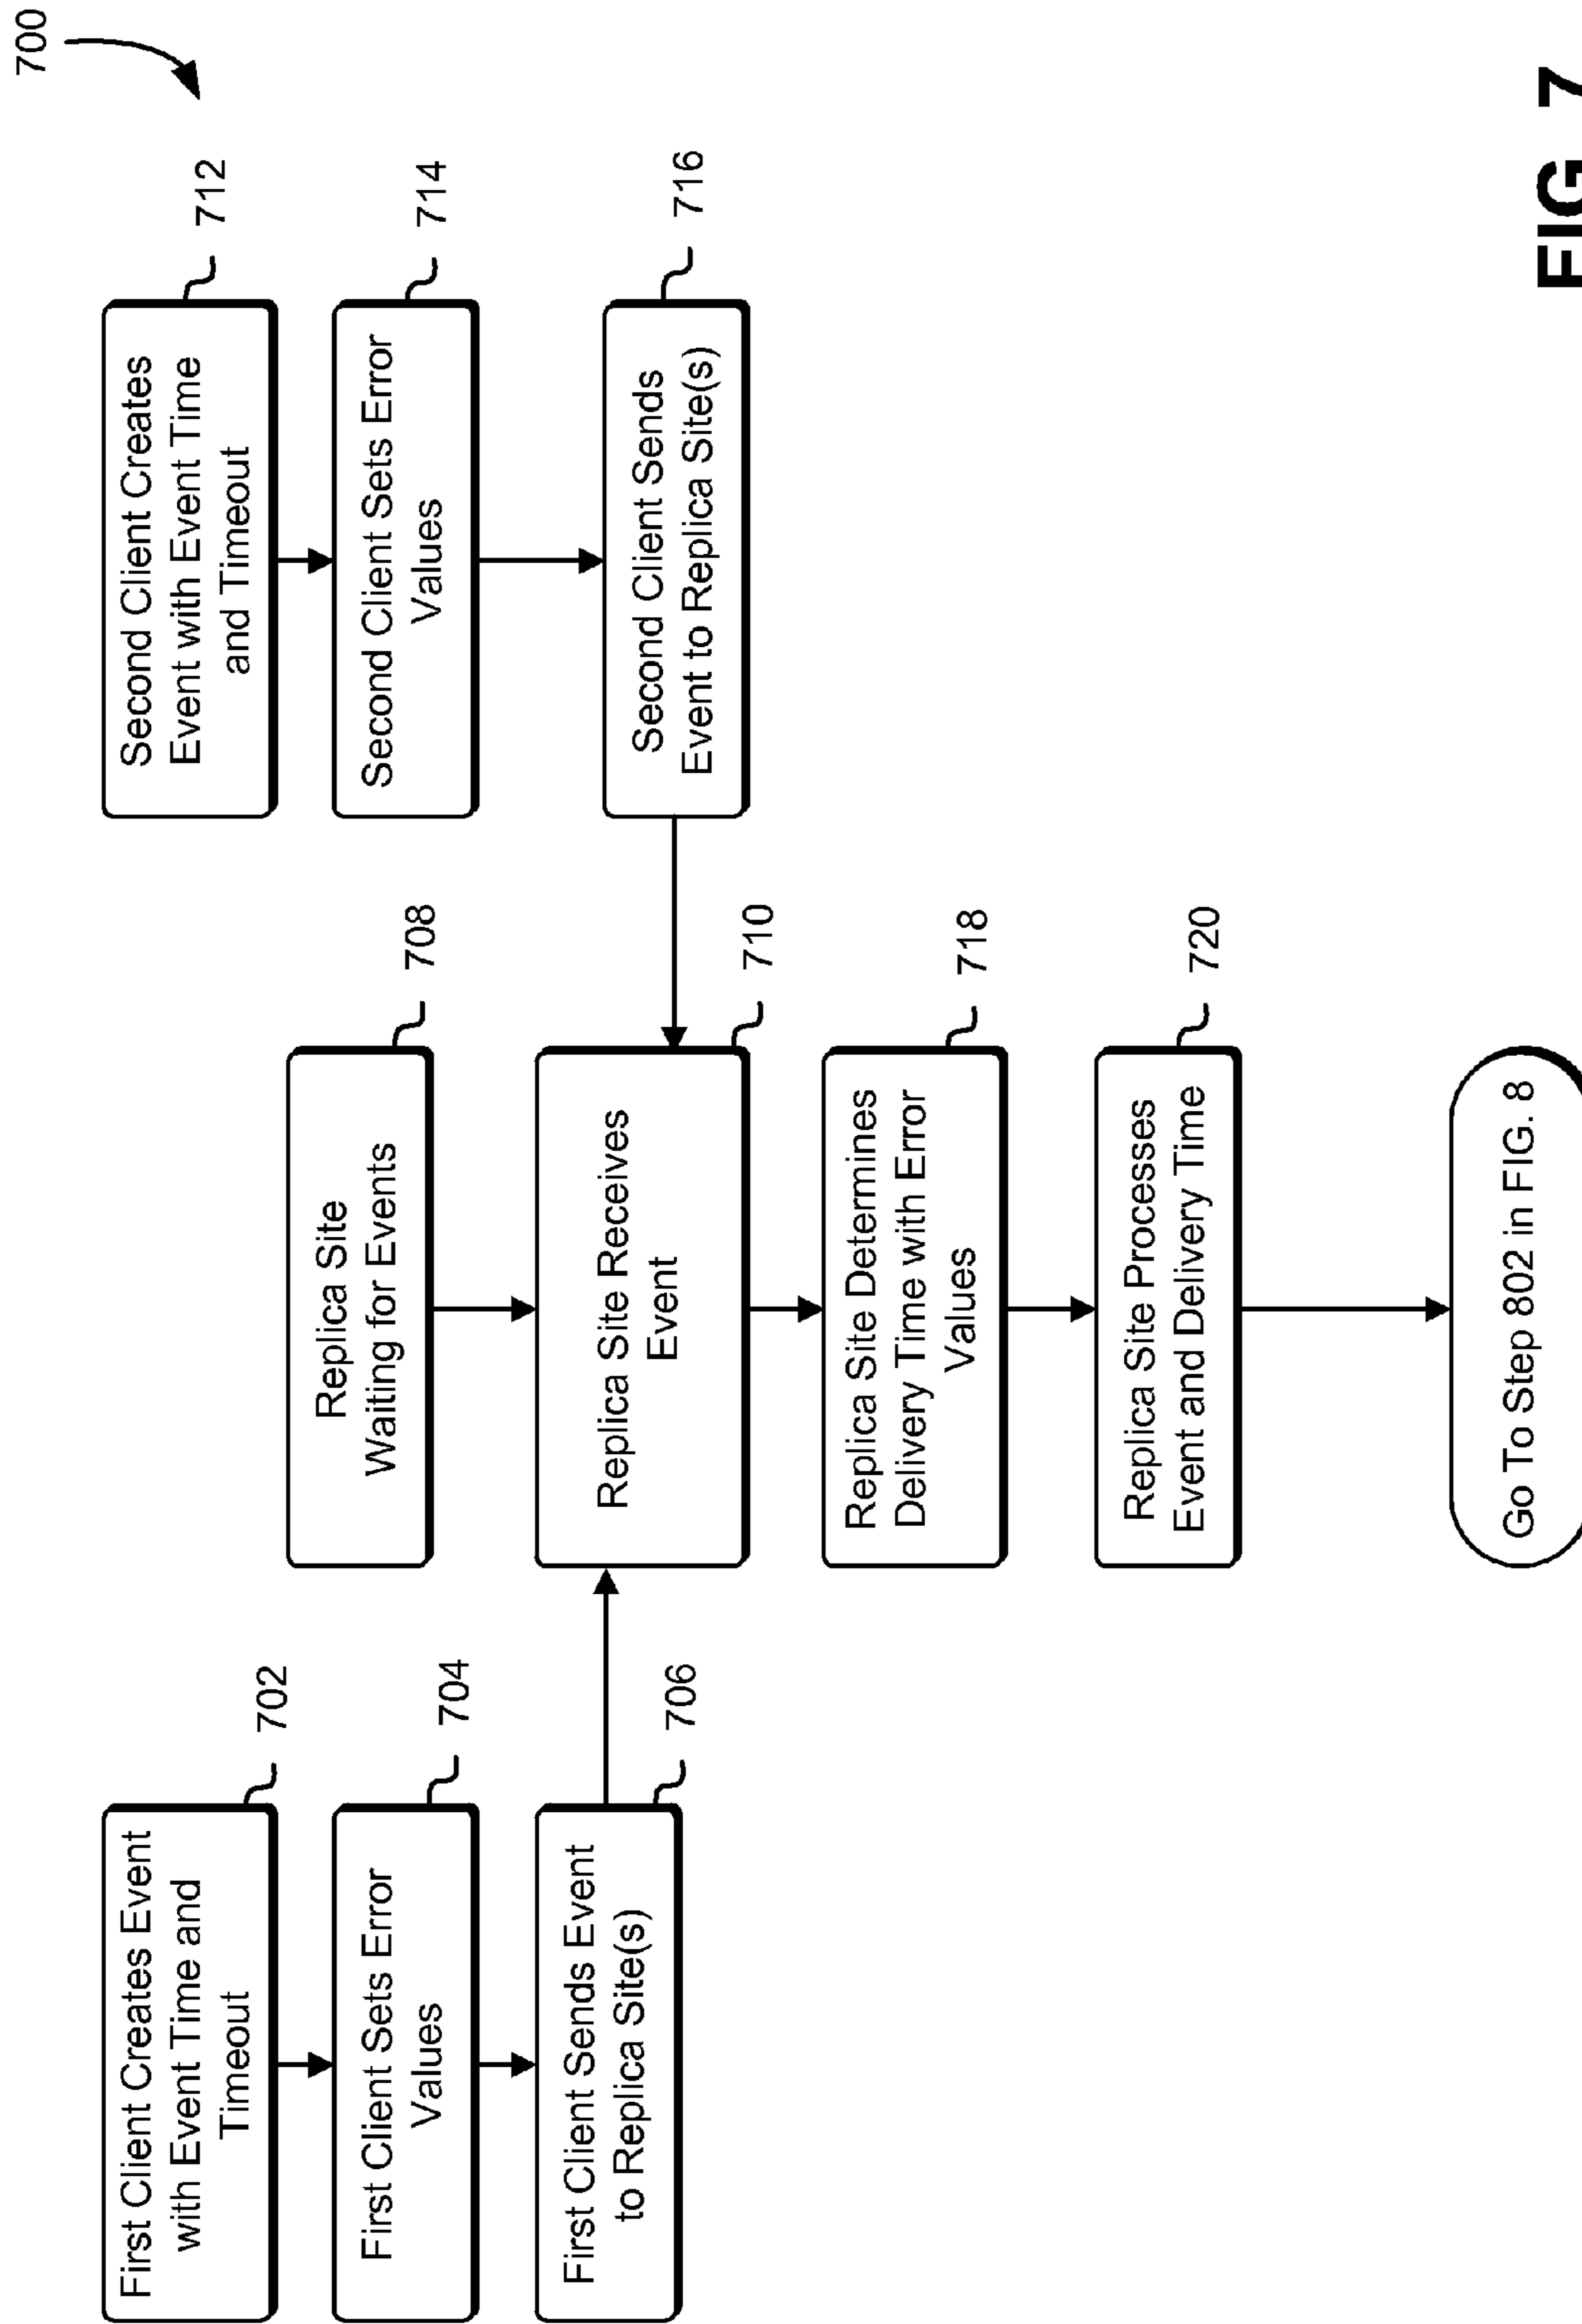 700
First Client Creates Event
with Event Time and
Timeout
702
First Client Sets Error
Values
704
First Client Sends Event
to Replica Site(s)
706
Replica Site
Waiting for Events
708
Replica Site Receives
Event
710
Second Client Creates
Event with Event Time
and Timeout
712
Second Client Sets Error
Values
714
Second Client Sends
Event to Replica Site(s)
716
Replica Site Determines
Delivery Time with Error
Values
718
Replica Site Processes
Event and Delivery Time
720
Go To Step 802 in FIG. 8
FIG. 7